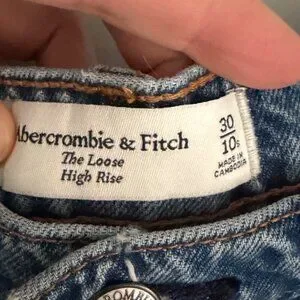 Abercrombie & Fitch
The Loose
High Rise
30
10s
MADE IN
CAMBODIA